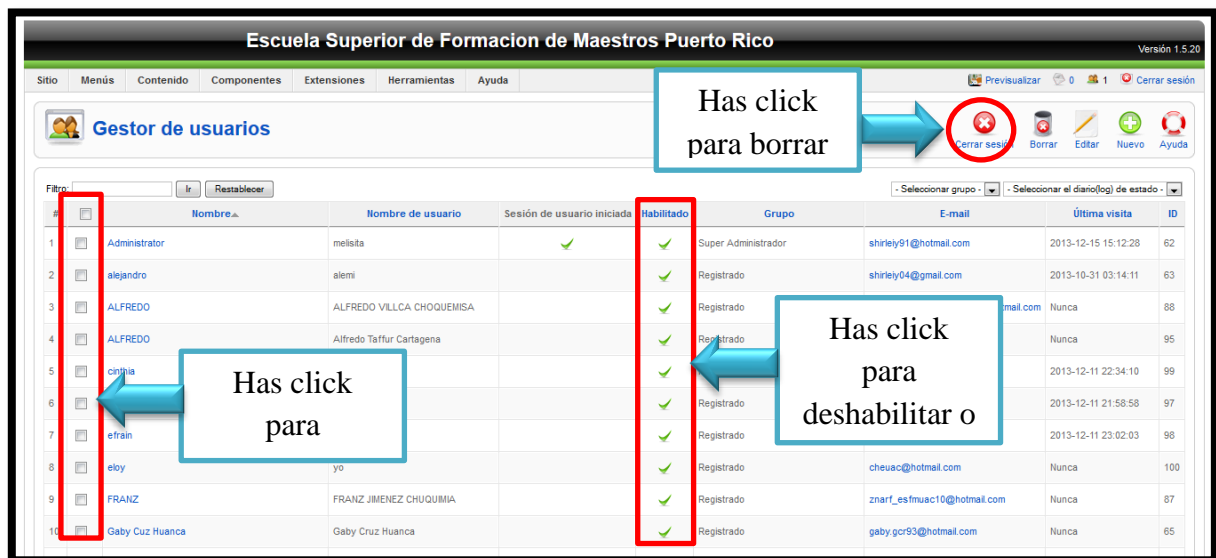 Escuela Superior de Formacion de Maestros Puerto Rico
Versión 1.5.20
Sitio Menús Contenido Componentes Extensiones Herramientas Ayuda
Previsualizar 0 1 Cerrar sesión
Has click
para borrar
Gestor de usuarios
Cerrar sesión Borrar Editar Nuevo Ayuda
Filtro: Ir Restablecer
- Seleccionar grupo - - Seleccionar el diario(log) de estado -
# Nombre Nombre de usuario Sesión de usuario iniciada Habilitado Grupo E-mail Última visita ID
1 Administrator melisita Super Administrador shirleiy91@hotmail.com 2013-12-15 15:12:28 62
2 alejandro alemi Registrado shirleiy04@gmail.com 2013-10-31 03:14:11 63
3 ALFREDO ALFREDO VILLCA CHOQUEMISA Registrado tmail.com Nunca 88
4 ALFREDO Alfredo Taffur Cartagena Registrado Nunca 95
5 cinthia 2013-12-11 22:34:10 99
6 Registrado 2013-12-11 21:58:58 97
7 efrain Registrado 2013-12-11 23:02:03 98
8 eloy yo Registrado cheuac@hotmail.com Nunca 100
9 FRANZ FRANZ JIMENEZ CHUQUIMIA Registrado znarf_esfmuac10@hotmail.com Nunca 87
10 Gaby Cuz Huanca Gaby Cruz Huanca Registrado gaby.gcr93@hotmail.com Nunca 65
Has click
para
Has click
para
deshabilitar o